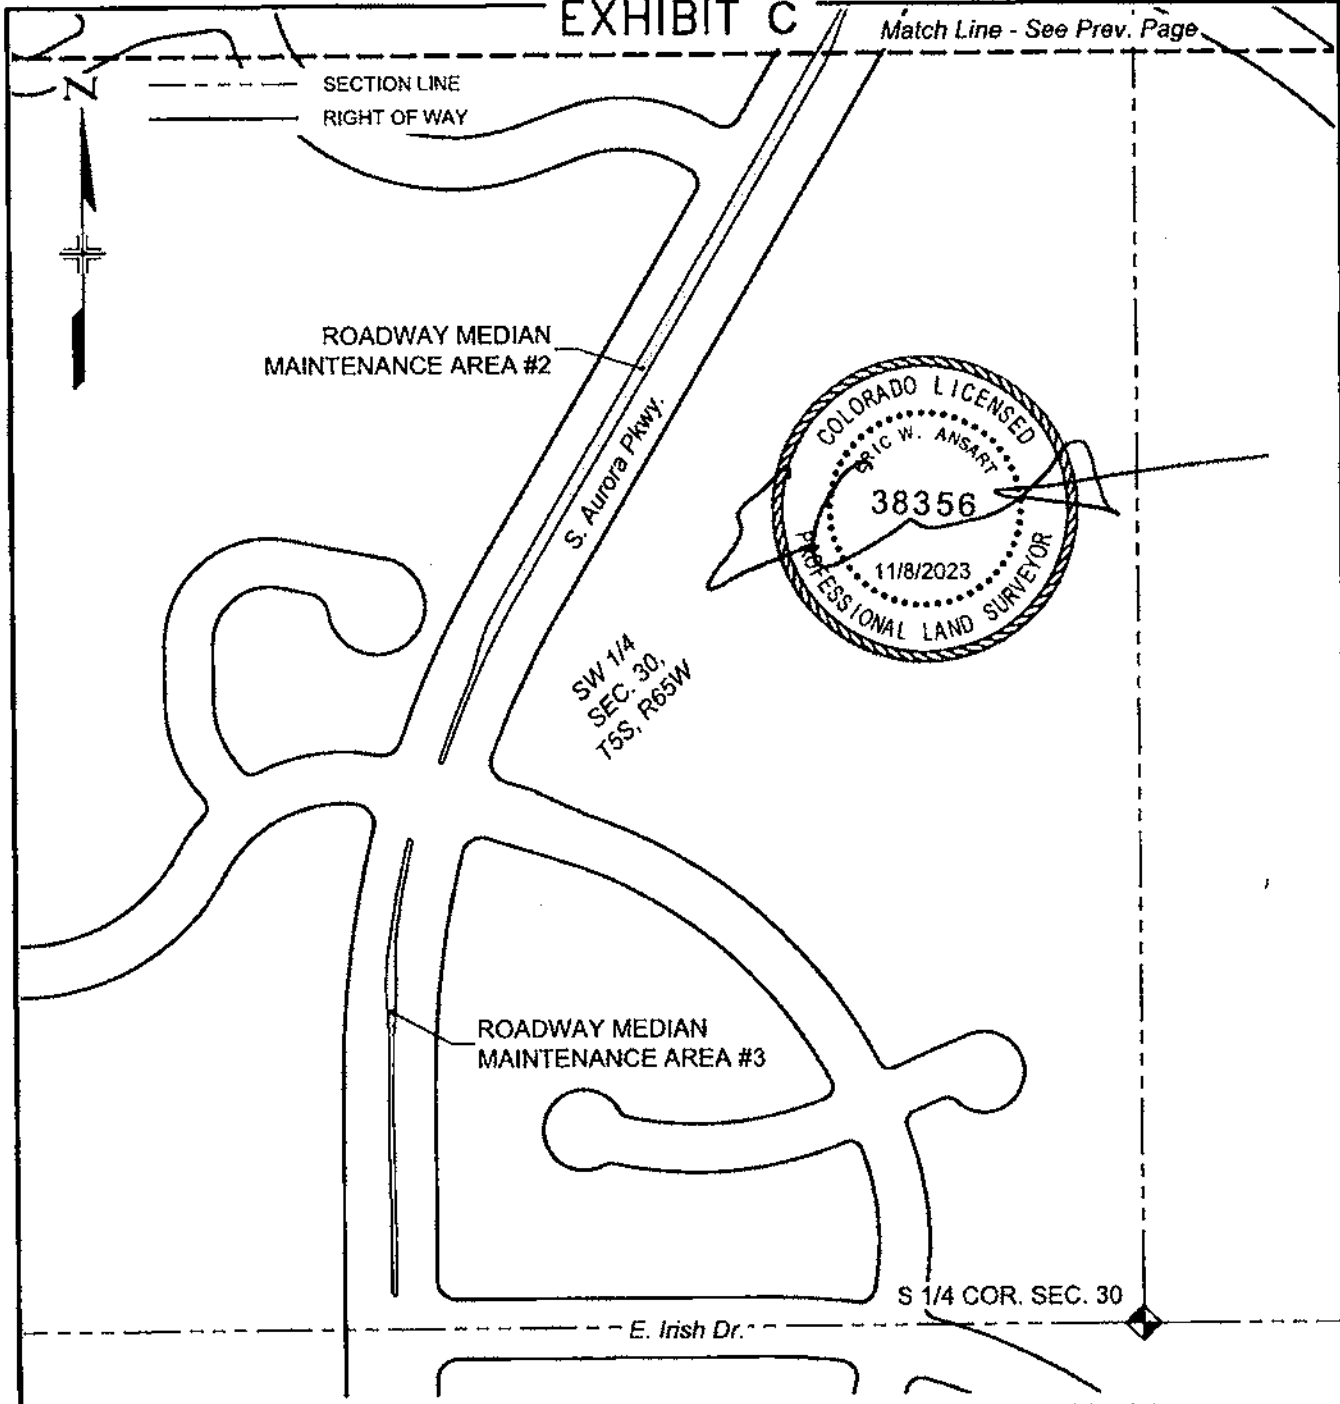 EXHIBIT C
Match Line - See Prev. Page
N
SECTION LINE
RIGHT OF WAY
ROADWAY MEDIAN
MAINTENANCE AREA #2
S. Aurora Pkwy.
COLORADO LICENSED
ERIC W. ANSART
38356
11/8/2023
PROFESSIONAL LAND SURVEYOR
SW 1/4
SEC. 30,
T5S, R65W
ROADWAY MEDIAN
MAINTENANCE AREA #3
S 1/4 COR. SEC. 30
E. Irish Dr.